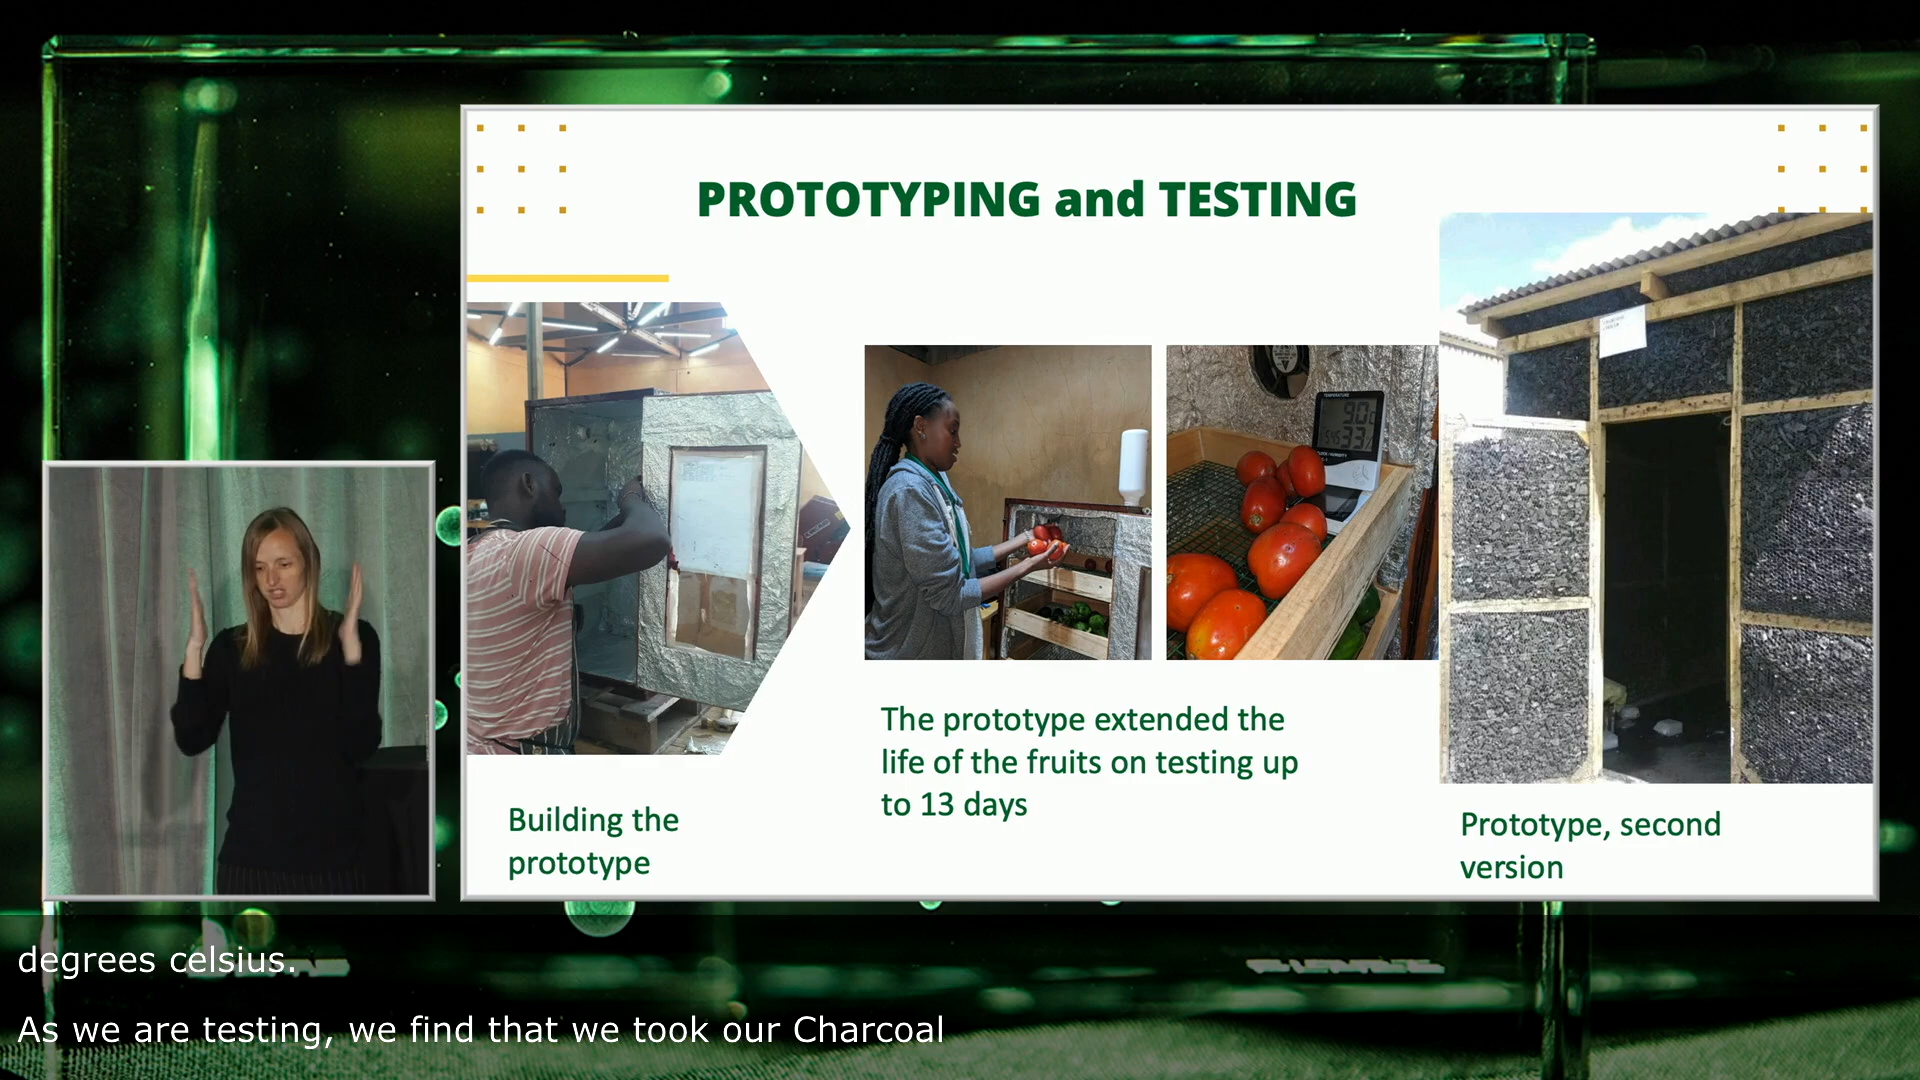 PROTOTYPING and TESTING
TEMPERATURE
Building the
prototype
The prototype extended the
life of the fruits on testing up
to 13 days
Prototype, second
version
degrees celsius.
As we are testing, we find that we took our Charcoal